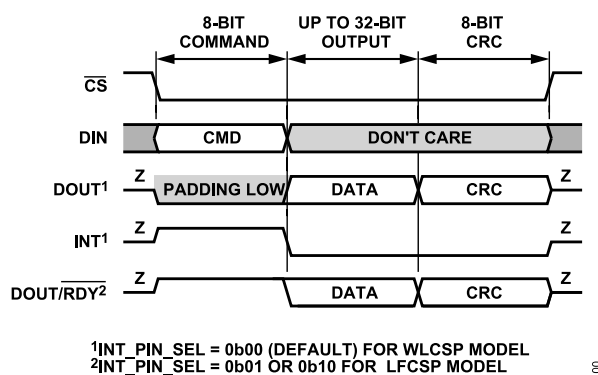 8-BIT COMMAND
UP TO 32-BIT OUTPUT
8-BIT CRC
CS
DIN
CMD
DON'T CARE
DOUT1
Z
PADDING LOW
DATA
CRC
Z
INT1
Z
Z
DOUT/RDY2
Z
DATA
CRC
Z
1INT_PIN_SEL = 0b00 (DEFAULT) FOR WLCSP MODEL
2INT_PIN_SEL = 0b01 OR 0b10 FOR LFCSP MODEL